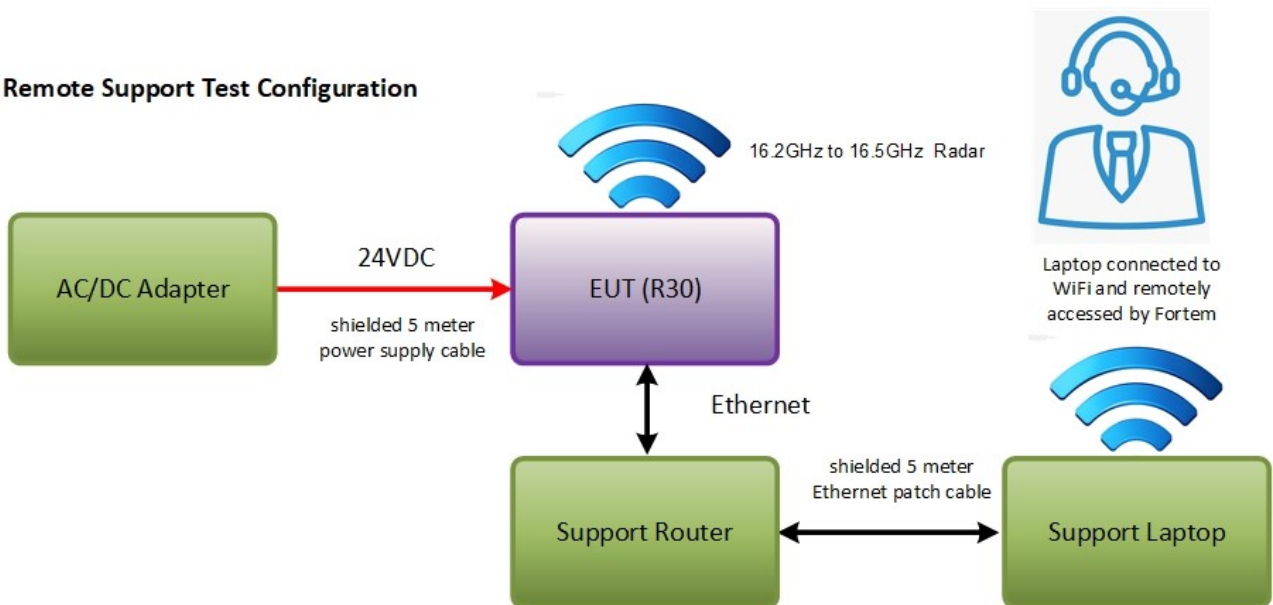 Remote Support Test Configuration
16.2GHz to 16.5GHz Radar
AC/DC Adapter
24VDC
shielded 5 meter
power supply cable
EUT (R30)
Laptop connected to
WiFi and remotely
accessed by Fortem
Ethernet
Support Router
shielded 5 meter
Ethernet patch cable
Support Laptop